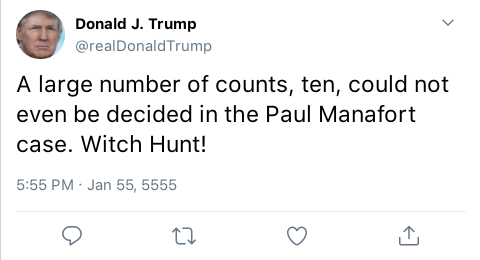 Donald J. Trump
@realDonaldTrump
A large number of counts, ten, could not
even be decided in the Paul Manafort
case. Witch Hunt!
5:55 PM · Jan 55, 5555